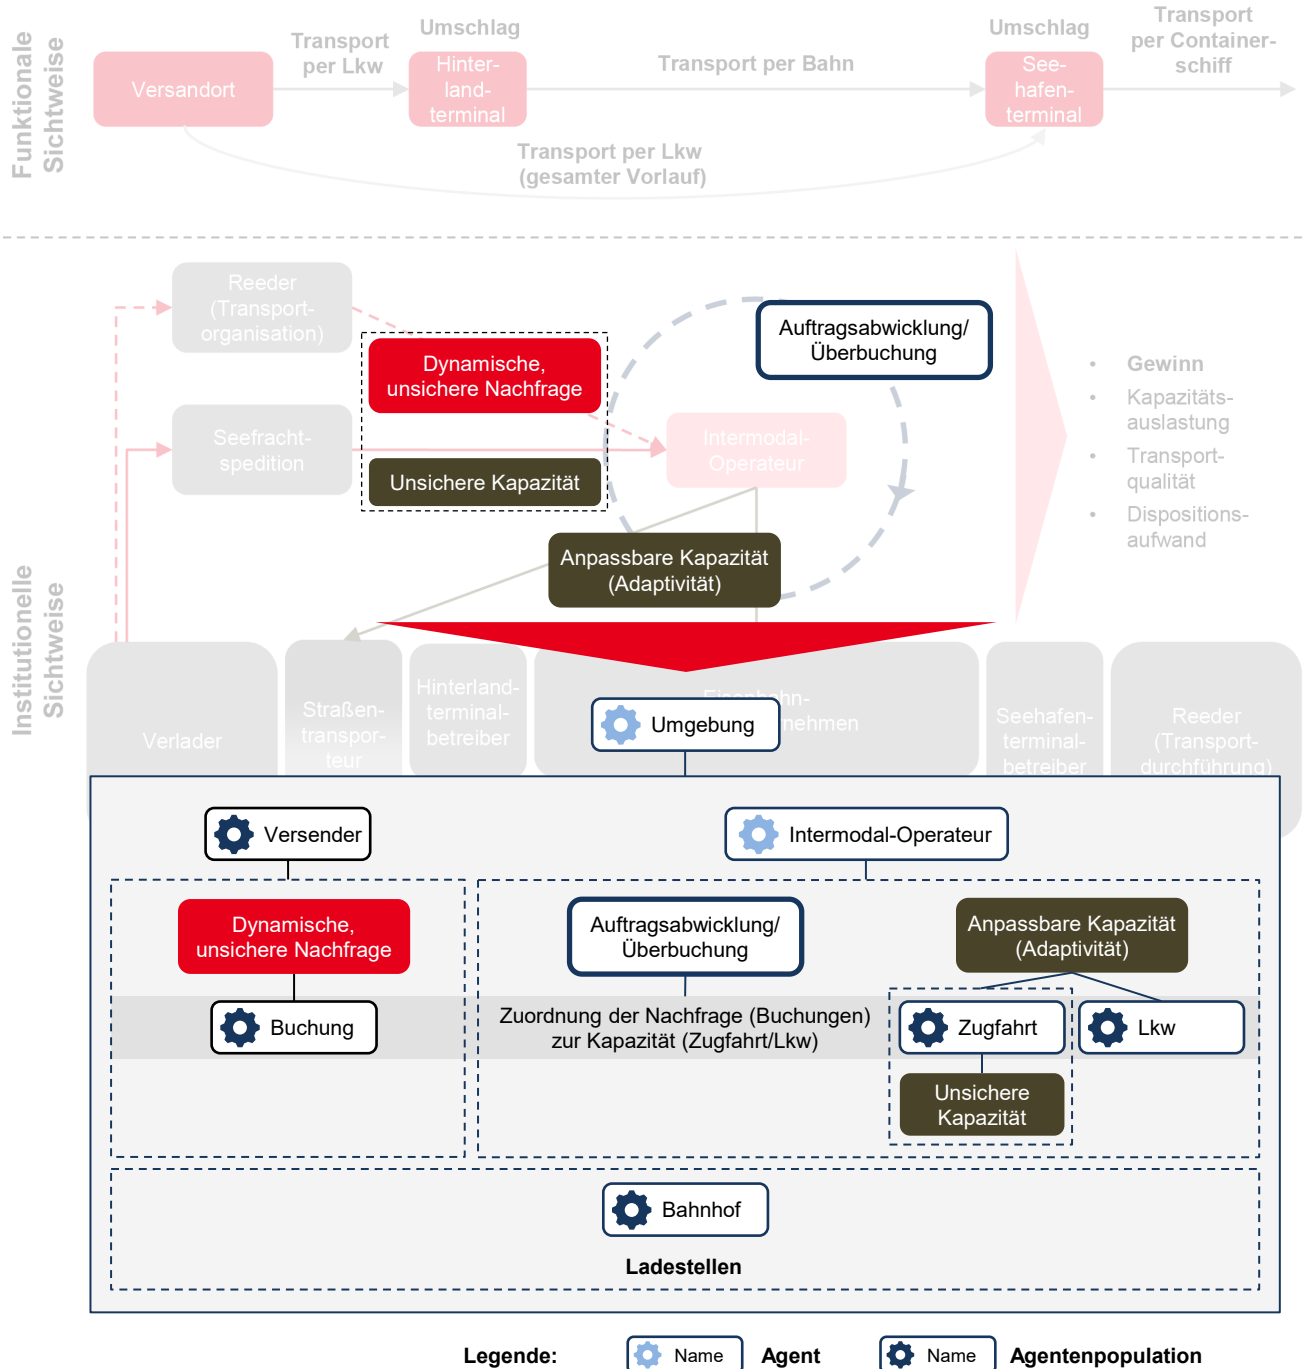 Funktionale
Sichtweise
Versandort
Transport
per Lkw
Umschlag
Hinter-
land-
terminal
Transport per Bahn
Umschlag
See-
hafen-
terminal
Transport
per Container-
schiff
Transport per Lkw
(gesamter Vorlauf)
Institutionelle
Sichtweise
Reeder
(Transport-
organisation)
Dynamische,
unsichere Nachfrage
Auftragsabwicklung/
Überbuchung
Seefracht-
spedition
Unsichere Kapazität
Intermodal-
Operateur
Anpassbare Kapazität
(Adaptivität)
• Gewinn
• Kapazitäts-
auslastung
• Transport-
qualität
• Dispositions-
aufwand
Verlader
Straßen-
transpor-
teur
Hinterland-
terminal-
betreiber
Umgebung
Seehafen-
terminal-
betreiber
Reeder
(Transport-
durchführung)
Versender
Intermodal-Operateur
Dynamische,
unsichere Nachfrage
Auftragsabwicklung/
Überbuchung
Anpassbare Kapazität
(Adaptivität)
Buchung
Zuordnung der Nachfrage (Buchungen)
zur Kapazität (Zugfahrt/Lkw)
Zugfahrt
Lkw
Unsichere
Kapazität
Bahnhof
Ladestellen
Legende:
Name
Agent
Name
Agentenpopulation